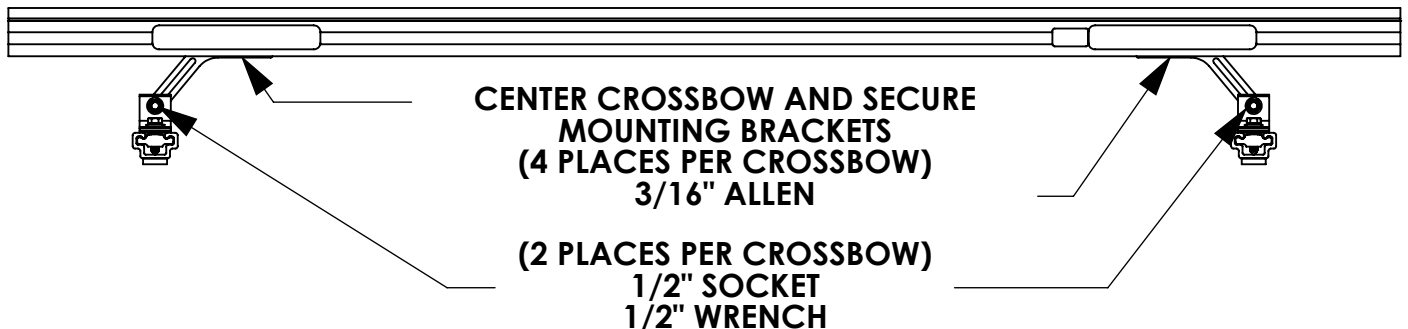 CENTER CROSSBOW AND SECURE
MOUNTING BRACKETS
(4 PLACES PER CROSSBOW)
3/16" ALLEN
(2 PLACES PER CROSSBOW)
1/2" SOCKET
1/2" WRENCH